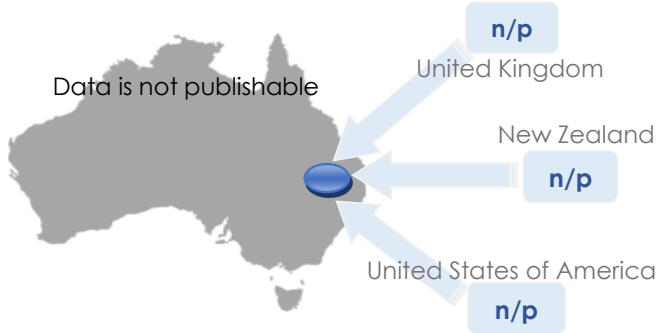 n/p
United Kingdom
Data is not publishable
New Zealand
n/p
United States of America
n/p